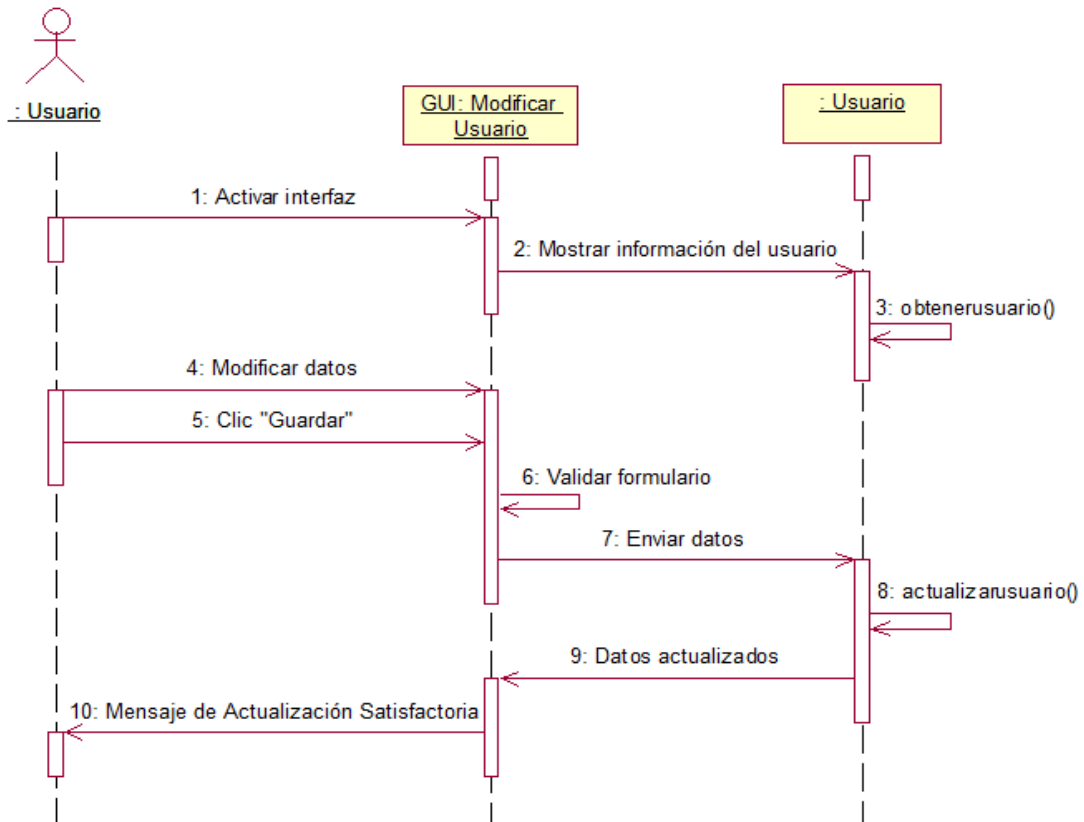 : Usuario
GUI: Modificar
Usuario
: Usuario
1: Activar interfaz
2: Mostrar información del usuario
3: obtenerusuario()
4: Modificar datos
5: Clic "Guardar"
6: Validar formulario
7: Enviar datos
8: actualizarusuario()
9: Datos actualizados
10: Mensaje de Actualización Satisfactoria